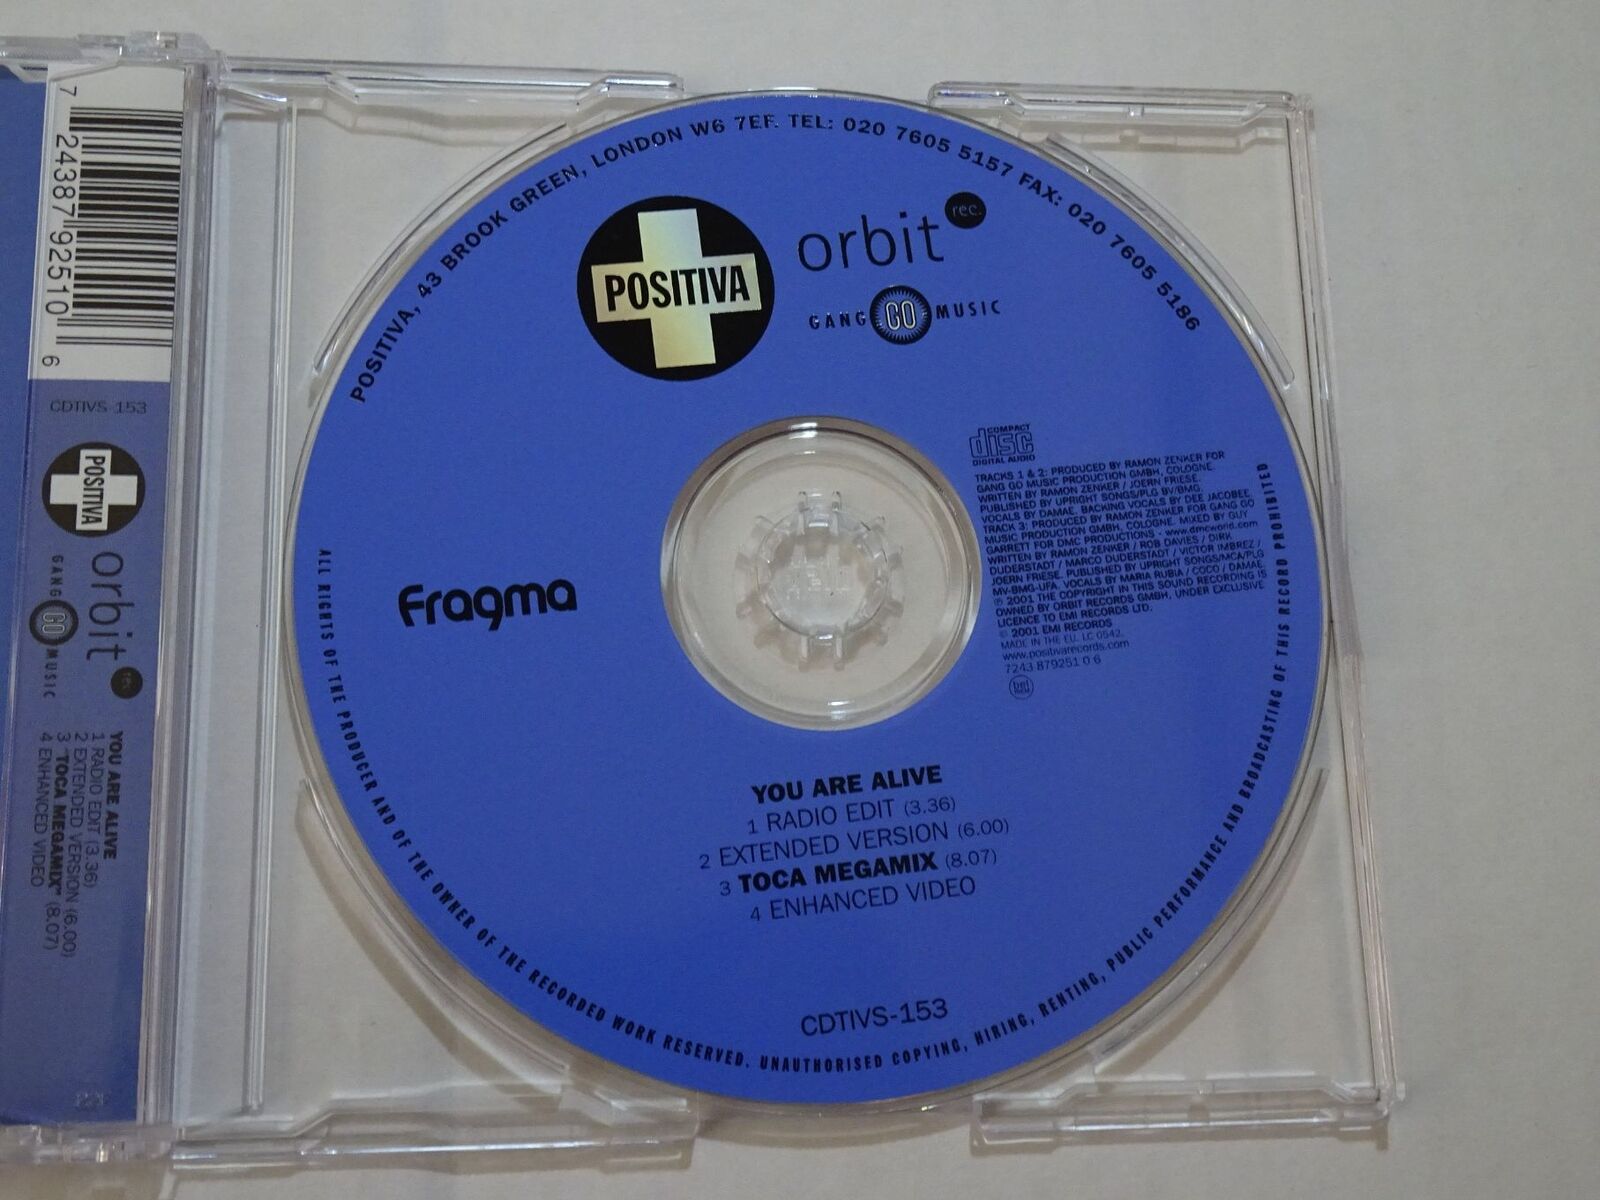 7 24387 92510 6
CDTIVS-153
POSITIVA
orbit rec.
GANG GO MUSIC
YOU ARE ALIVE
1 RADIO EDIT (3.36)
2 EXTENDED VERSION (6.00)
3 "TOCA MEGAMIX" (8.07)
4 ENHANCED VIDEO
POSITIVA, 43 BROOK GREEN, LONDON W6 7EF. TEL: 020 7605 5157 FAX: 020 7605 5186
POSITIVA
orbit rec.
GANG GO MUSIC
COMPACT
disc
DIGITAL AUDIO
TRACKS 1 & 2: PRODUCED BY RAMON ZENKER FOR
GANG GO MUSIC PRODUCTION GMBH, COLOGNE.
WRITTEN BY RAMON ZENKER / JOERN FRIESE.
PUBLISHED BY UPRIGHT SONGS/PLG BV/BMG.
VOCALS BY DAMAE. BACKING VOCALS BY DEE JACOBEE.
TRACK 3: PRODUCED BY RAMON ZENKER FOR GANG GO
MUSIC PRODUCTION GMBH, COLOGNE. MIXED BY GUY
GARRETT FOR DMC PRODUCTIONS - www.dmcworld.com
WRITTEN BY RAMON ZENKER / ROB DAVIES / DIRK
DUDERSTADT / MARCO DUDERSTADT / VICTOR IMBREZ /
JOERN FRIESE. PUBLISHED BY UPRIGHT SONGS/MCA/PLG
MV-BMG-UFA. VOCALS BY MARIA RUBIA / COCO / DAMAE.
℗ 2001 THE COPYRIGHT IN THIS SOUND RECORDING IS
OWNED BY ORBIT RECORDS GMBH, UNDER EXCLUSIVE
LICENCE TO EMI RECORDS LTD.
© 2001 EMI RECORDS
MADE IN THE EU. LC 0542.
www.positivarecords.com
7243 879251 0 6
Fragma
YOU ARE ALIVE
1 RADIO EDIT (3.36)
2 EXTENDED VERSION (6.00)
3 TOCA MEGAMIX (8.07)
4 ENHANCED VIDEO
CDTIVS-153
ALL RIGHTS OF THE PRODUCER AND OF THE OWNER OF THE RECORDED WORK RESERVED. UNAUTHORISED COPYING, HIRING, RENTING, PUBLIC PERFORMANCE AND BROADCASTING OF THIS RECORD PROHIBITED